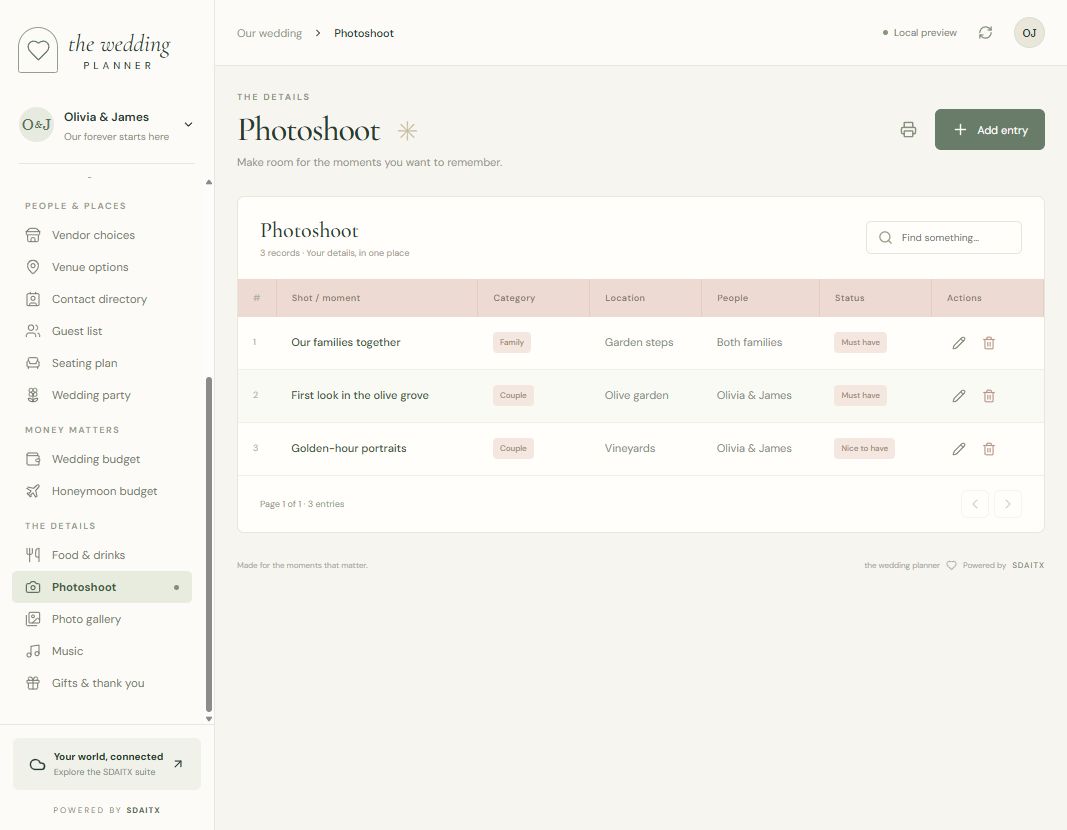 the wedding
PLANNER
O&J
Olivia & James
Our forever starts here
PEOPLE & PLACES
Vendor choices
Venue options
Contact directory
Guest list
Seating plan
Wedding party
MONEY MATTERS
Wedding budget
Honeymoon budget
THE DETAILS
Food & drinks
Photoshoot
Photo gallery
Music
Gifts & thank you
Your world, connected
Explore the SDAITX suite
POWERED BY SDAITX
Our wedding > Photoshoot
Local preview
OJ
THE DETAILS
Photoshoot
Make room for the moments you want to remember.
Add entry
Photoshoot
3 records · Your details, in one place
Find something…
# Shot / moment Category Location People Status Actions
1 Our families together Family Garden steps Both families Must have
2 First look in the olive grove Couple Olive garden Olivia & James Must have
3 Golden-hour portraits Couple Vineyards Olivia & James Nice to have
Page 1 of 1 · 3 entries
Made for the moments that matter.
the wedding planner Powered by SDAITX